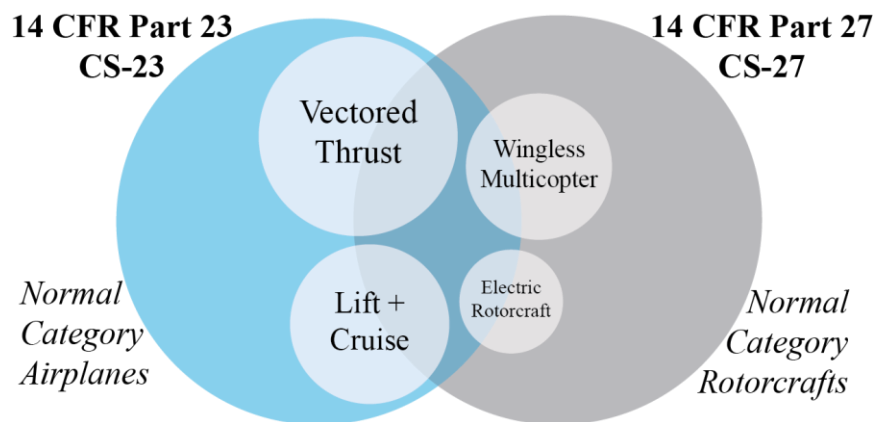 14 CFR Part 23
CS-23
14 CFR Part 27
CS-27
Vectored
Thrust
Wingless
Multicopter
Lift +
Cruise
Electric
Rotorcraft
Normal
Category
Airplanes
Normal
Category
Rotorcrafts